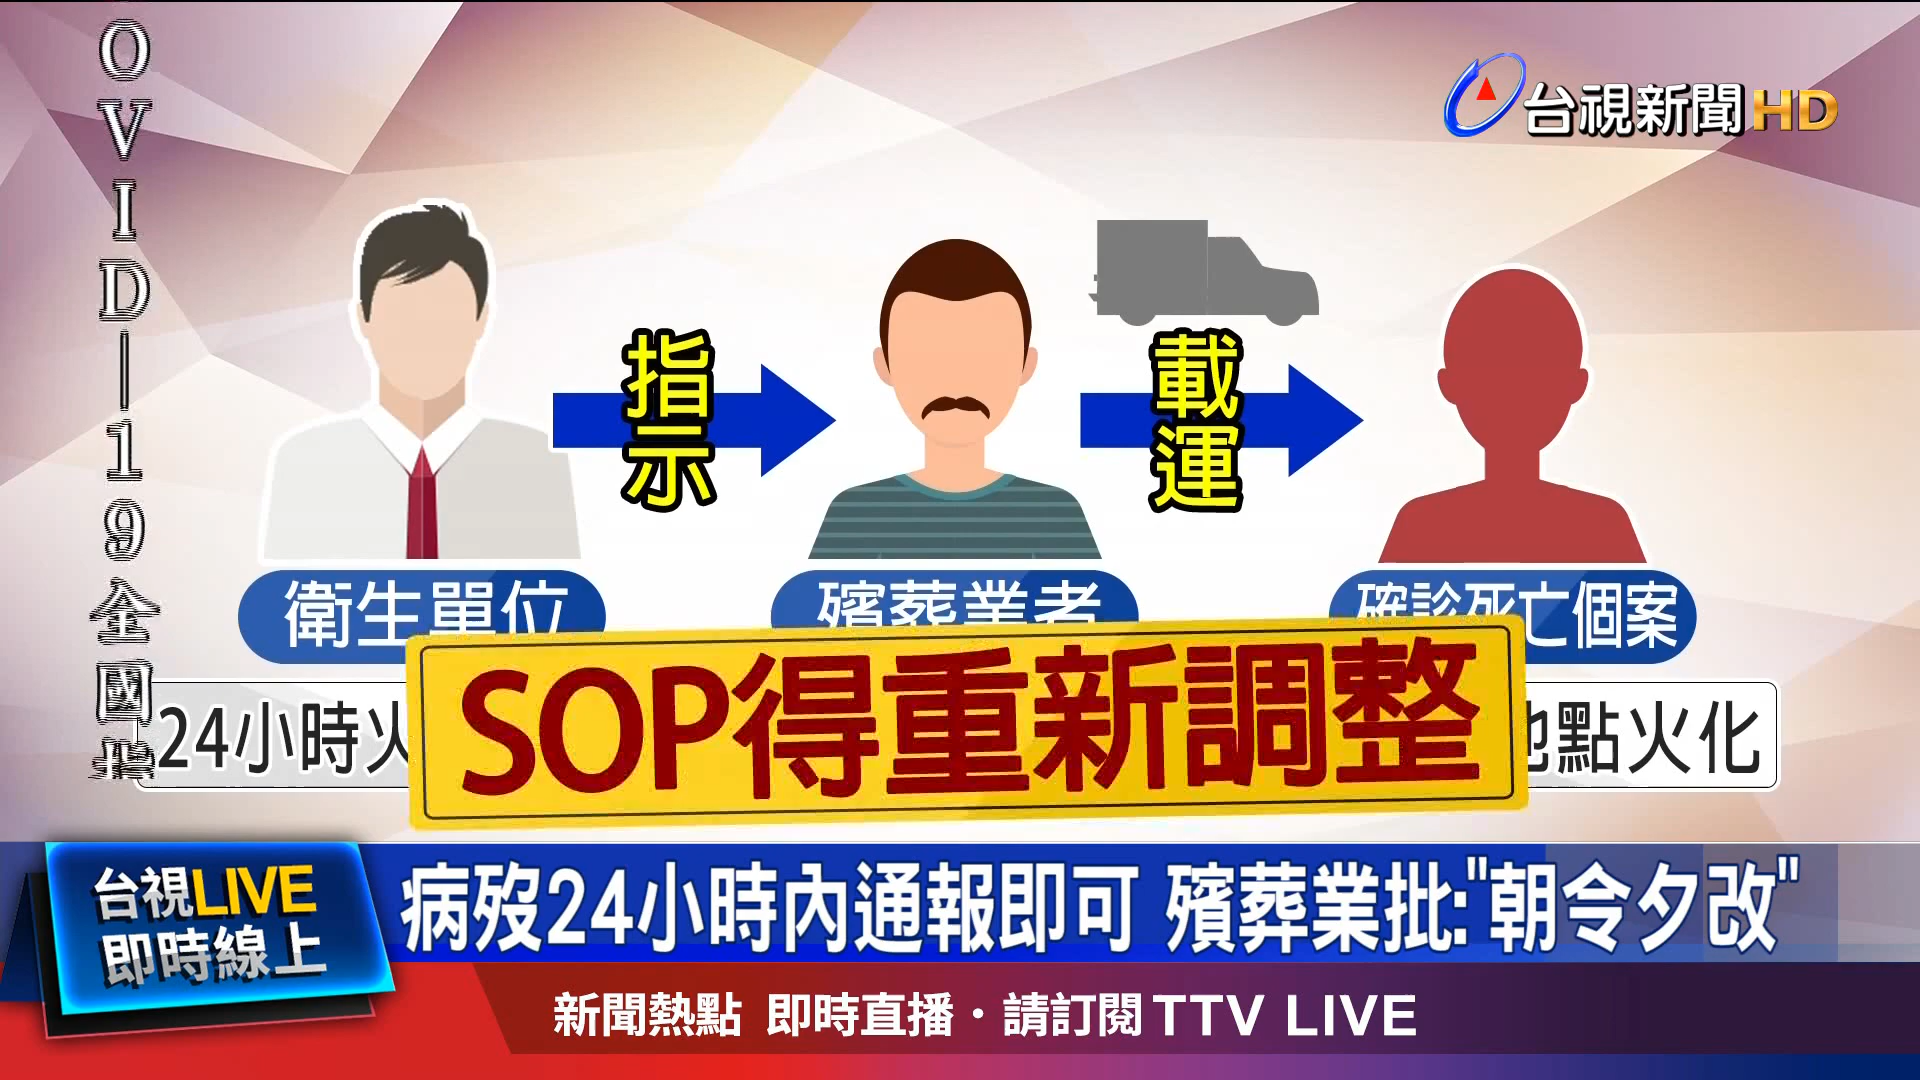 台視新聞HD
OVID-19全國
指示
載運
衛生單位
殯葬業者
確診死亡個案
SOP得重新調整
24小時火
地點火化
台視LIVE
即時線上
病歿24小時內通報即可 殯葬業批:"朝令夕改"
新聞熱點 即時直播・請訂閱TTV LIVE